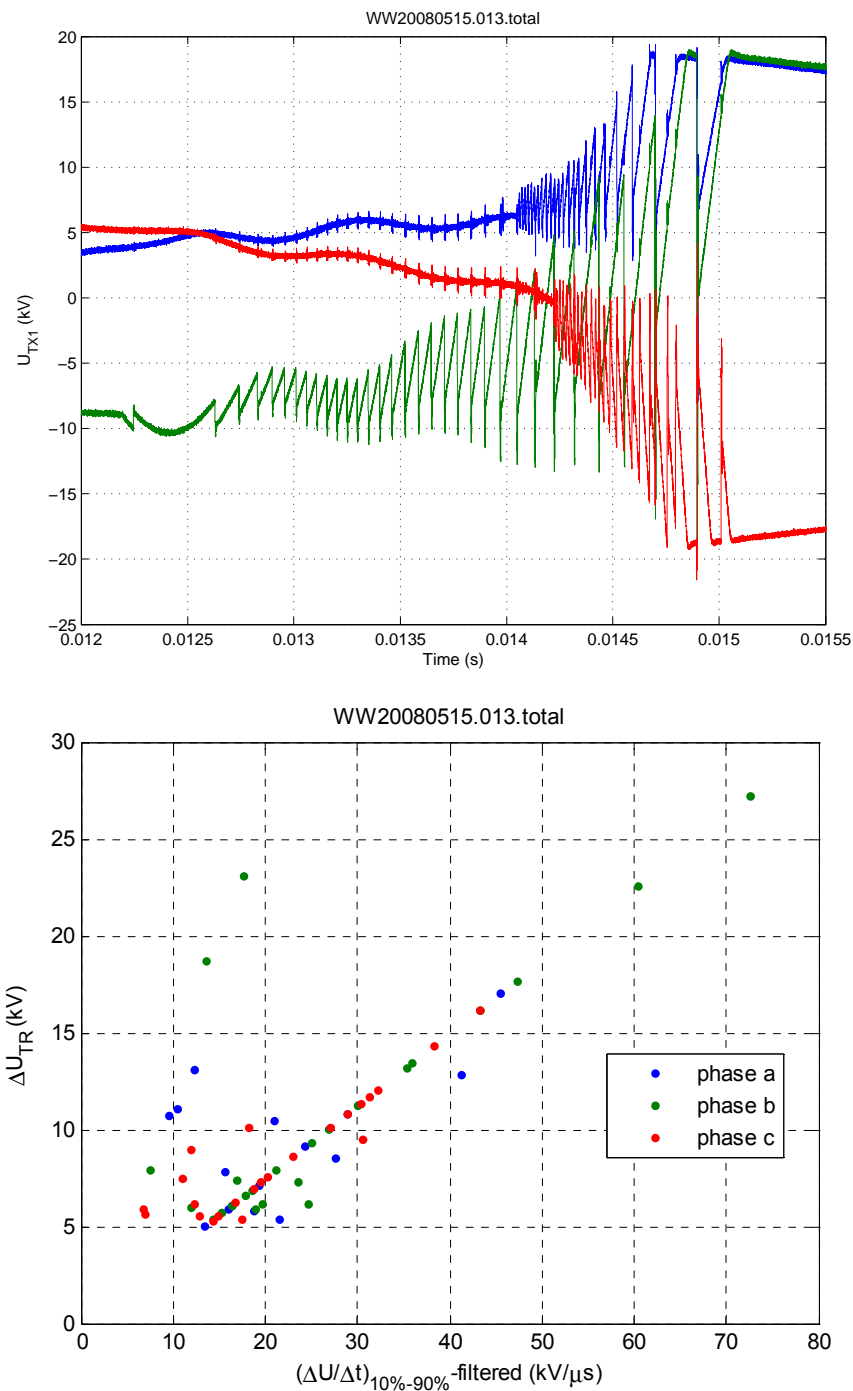 WW20080515.013.total
20
15
10
5
0
−5
−10
−15
−20
−25
U_TX1 (kV)
0.012 0.0125 0.013 0.0135 0.014 0.0145 0.015 0.0155
Time (s)
WW20080515.013.total
30
25
20
15
10
5
0
ΔU_TR (kV)
phase a
phase b
phase c
0 10 20 30 40 50 60 70 80
(ΔU/Δt)_10%-90%-filtered (kV/μs)